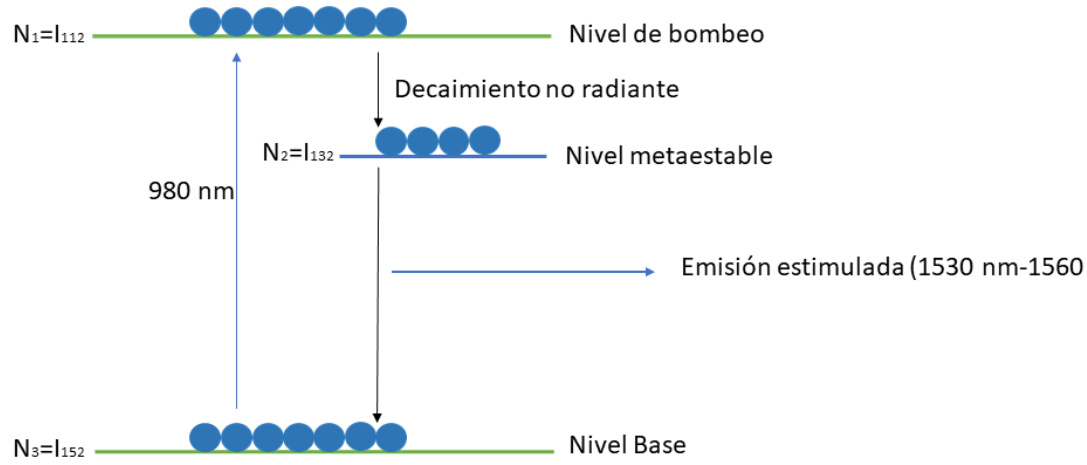 N₁=I₁₁₂
Nivel de bombeo
Decaimiento no radiante
N₂=I₁₃₂
Nivel metaestable
980 nm
Emisión estimulada (1530 nm-1560
N₃=I₁₅₂
Nivel Base